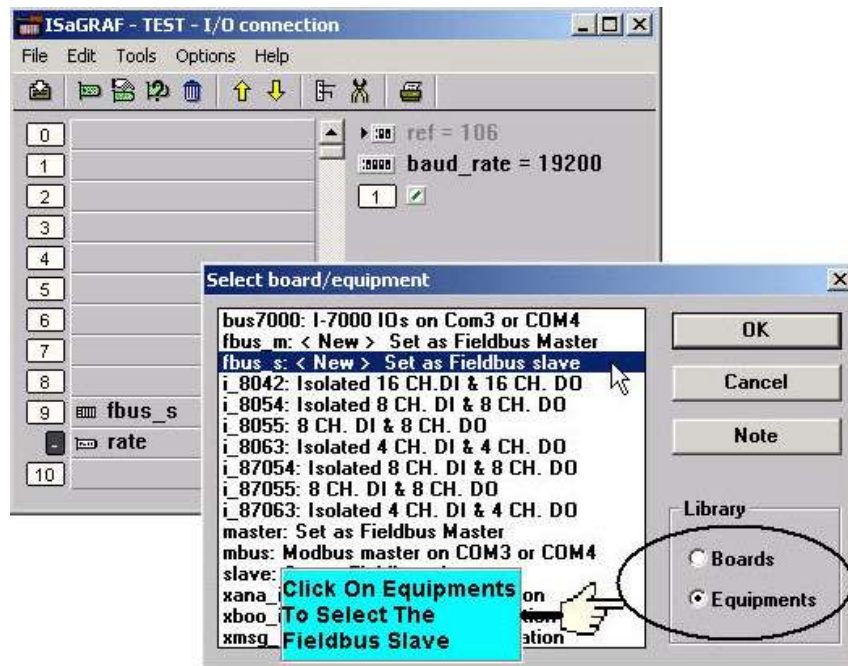 ISaGRAF - TEST - I/O connection
File Edit Tools Options Help
0
1
2
3
4
5
6
7
8
9 fbus_s
rate
10
ref = 106
baud_rate = 19200
1
Select board/equipment
bus7000: I-7000 IOs on Com3 or COM4
fbus_m: < New > Set as Fieldbus Master
fbus_s: < New > Set as Fieldbus slave
i_8042: Isolated 16 CH.DI & 16 CH. DO
i_8054: Isolated 8 CH. DI & 8 CH. DO
i_8055: 8 CH. DI & 8 CH. DO
i_8063: Isolated 4 CH. DI & 4 CH. DO
i_87054: Isolated 8 CH. DI & 8 CH. DO
i_87055: 8 CH. DI & 8 CH. DO
i_87063: Isolated 4 CH. DI & 4 CH. DO
master: Set as Fieldbus Master
mbus: Modbus master on COM3 or COM4
slave:
xana_
xboo_
xmsg_
Click On Equipments
To Select The
Fieldbus Slave
OK
Cancel
Note
Library
Boards
Equipments